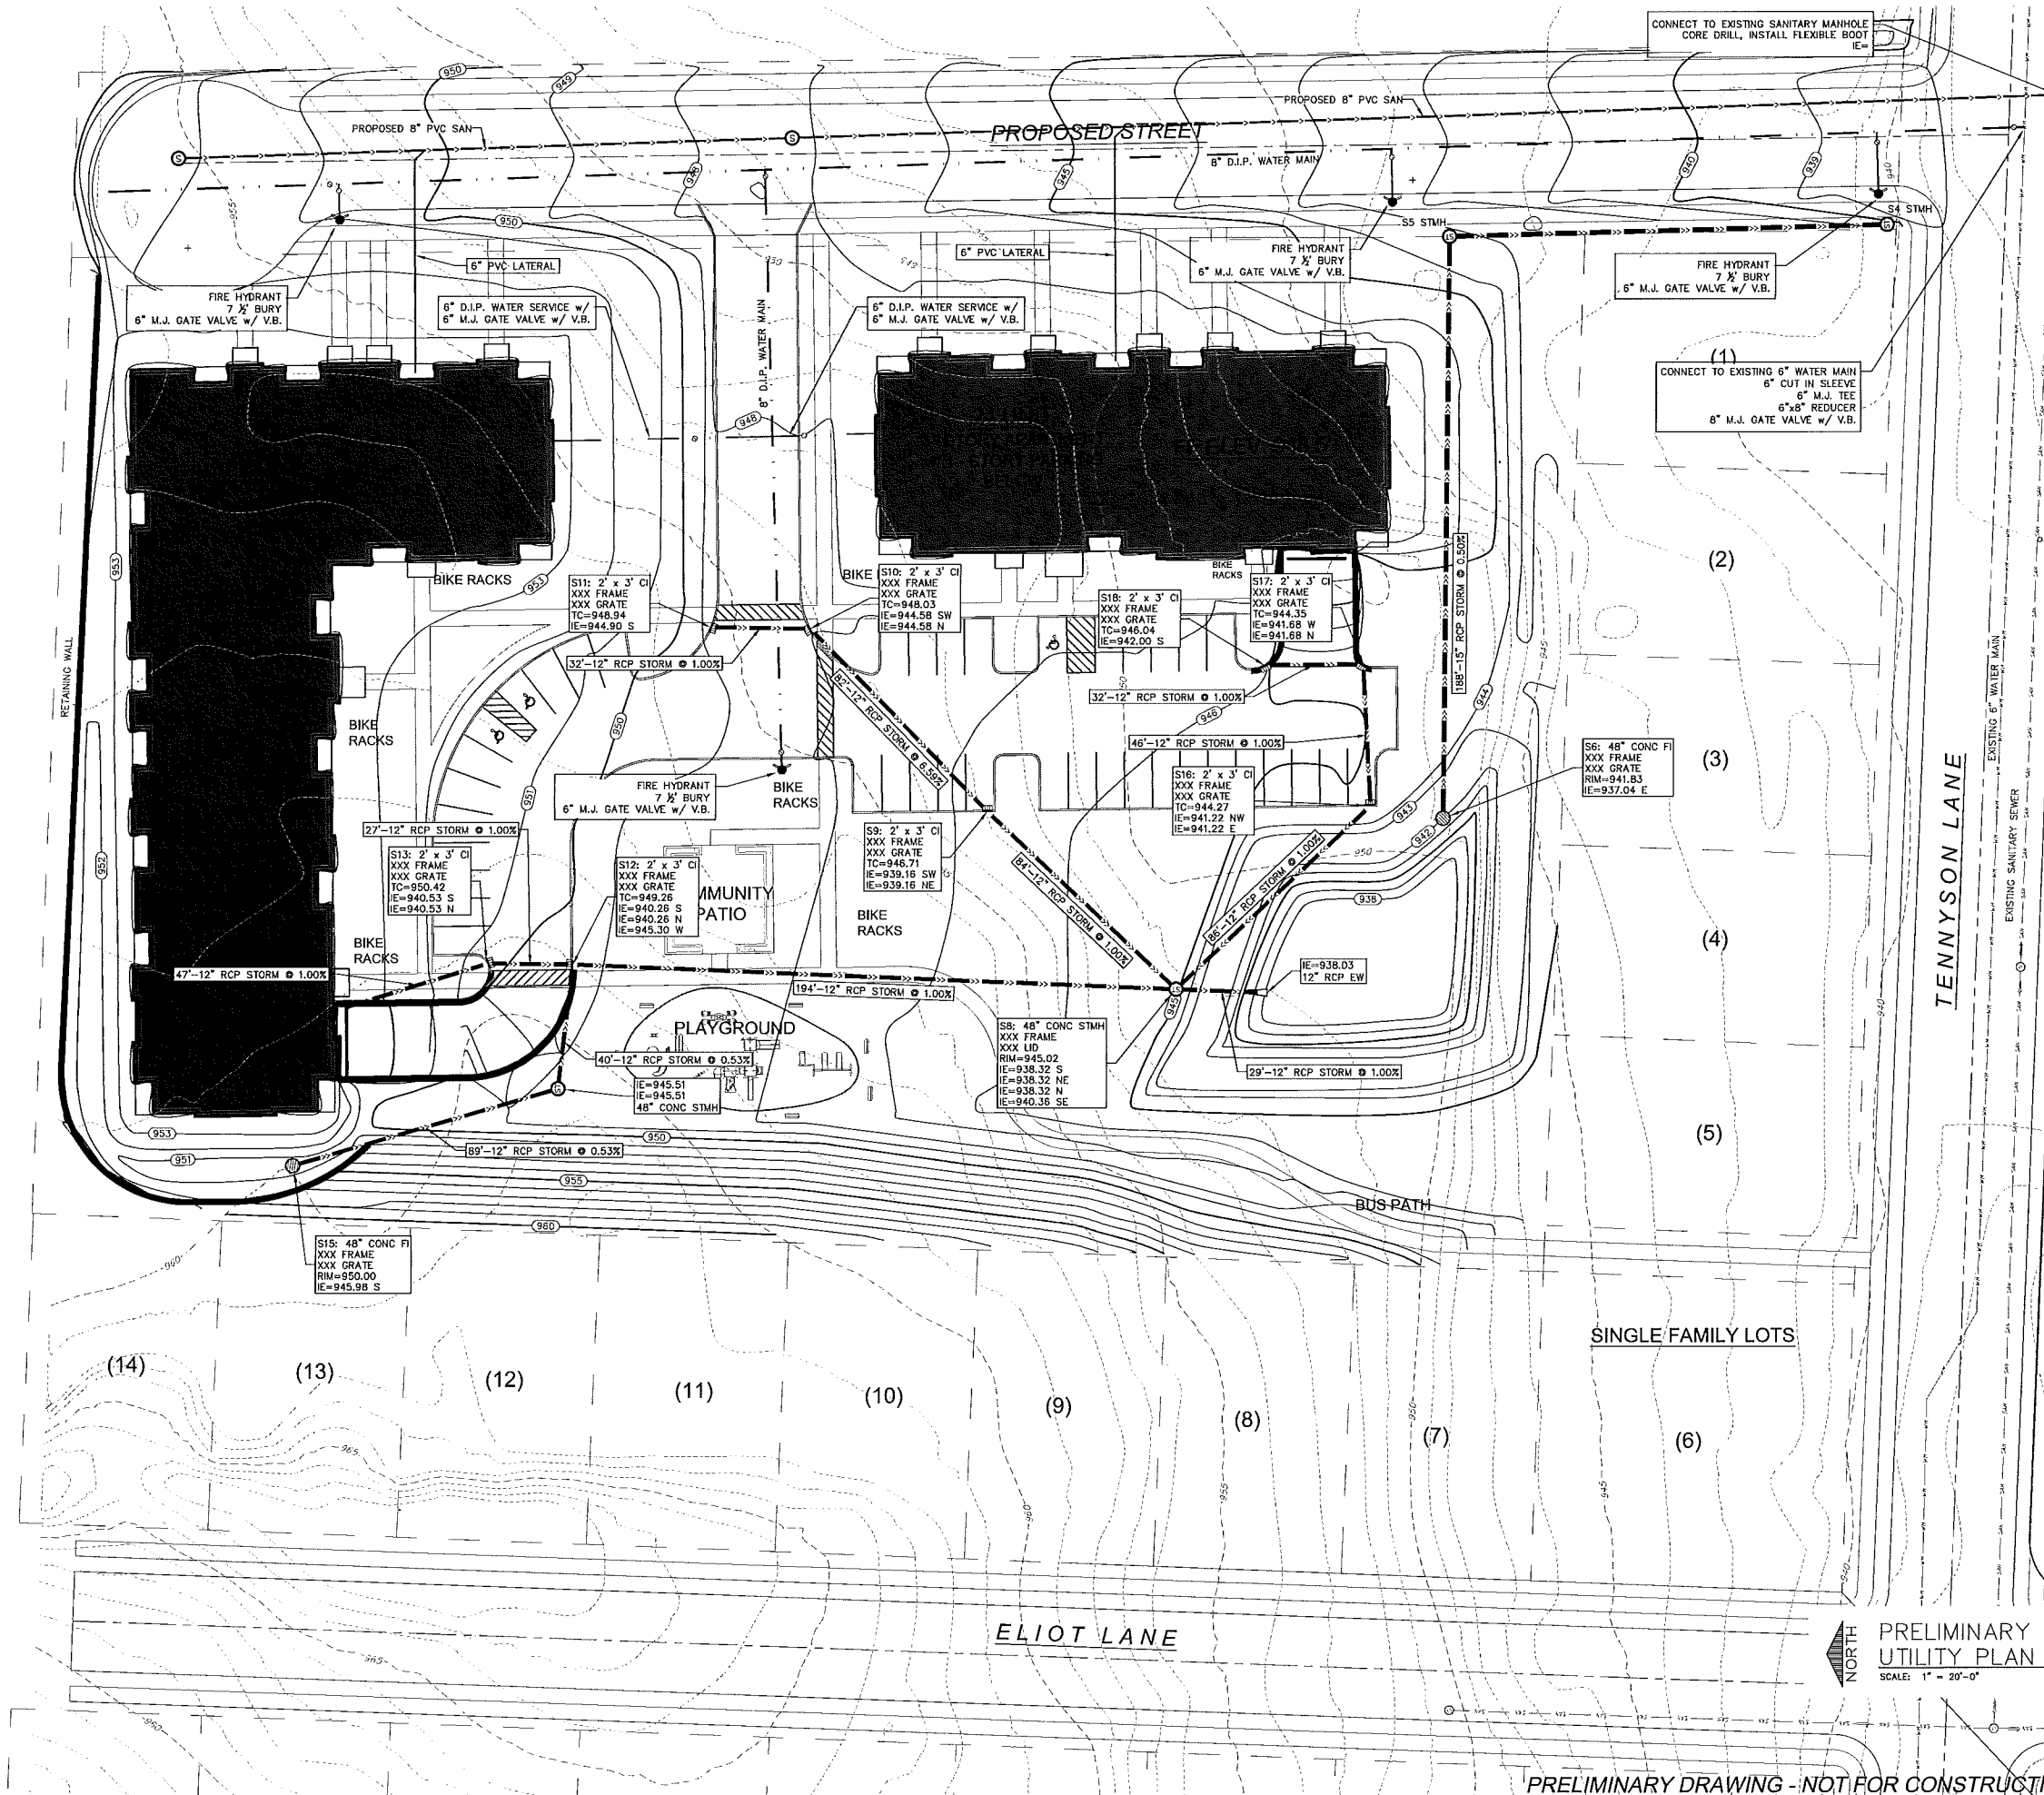 CONNECT TO EXISTING SANITARY MANHOLE
CORE DRILL, INSTALL FLEXIBLE BOOT
IE=
950
949
PROPOSED 8" PVC SAN
PROPOSED STREET
PROPOSED 8" PVC SAN
8" D.I.P. WATER MAIN
945
940
939
940
955
950
S5 STMH
S4 STMH
6" PVC LATERAL
6" PVC LATERAL
950
FIRE HYDRANT
7 ½' BURY
6" M.J. GATE VALVE w/ V.B.
FIRE HYDRANT
7 ½' BURY
6" M.J. GATE VALVE w/ V.B.
FIRE HYDRANT
7 ½' BURY
6" M.J. GATE VALVE w/ V.B.
6" D.I.P. WATER SERVICE w/
6" M.J. GATE VALVE w/ V.B.
8" D.I.P. WATER MAIN
6" D.I.P. WATER SERVICE w/
6" M.J. GATE VALVE w/ V.B.
(1)
CONNECT TO EXISTING 6" WATER MAIN
6" CUT IN SLEEVE
6" M.J. TEE
6"x8" REDUCER
8" M.J. GATE VALVE w/ V.B.
948
RETAINING WALL
953
BIKE RACKS
953
S11: 2' x 3' CI
XXX FRAME
XXX GRATE
TC=948.94
IE=944.90 S
BIKE
S10: 2' x 3' CI
XXX FRAME
XXX GRATE
TC=948.03
IE=944.58 SW
IE=944.58 N
BIKE
RACKS
S18: 2' x 3' CI
XXX FRAME
XXX GRATE
TC=946.04
IE=942.00 S
S17: 2' x 3' CI
XXX FRAME
XXX GRATE
TC=944.35
IE=941.68 W
IE=941.68 N
188'-15" RCP STORM @ 0.50%
(2)
EXISTING 6" WATER MAIN
32'-12" RCP STORM @ 1.00%
82'-12" RCP STORM @ 6.59%
32'-12" RCP STORM @ 1.00%
946
944
945
BIKE
RACKS
950
46'-12" RCP STORM @ 1.00%
S6: 48" CONC FI
XXX FRAME
XXX GRATE
RIM=941.83
IE=937.04 E
(3)
TENNYSON LANE
EXISTING SANITARY SEWER
951
FIRE HYDRANT
7 ½' BURY
6" M.J. GATE VALVE w/ V.B.
BIKE
RACKS
S16: 2' x 3' CI
XXX FRAME
XXX GRATE
TC=944.27
IE=941.22 NW
IE=941.22 E
943
942
950
952
27'-12" RCP STORM @ 1.00%
S13: 2' x 3' CI
XXX FRAME
XXX GRATE
TC=950.42
IE=940.53 S
IE=940.53 N
S12: 2' x 3' CI
XXX FRAME
XXX GRATE
TC=949.26
IE=940.26 S
IE=940.26 N
IE=945.30 W
MMUNITY
PATIO
S9: 2' x 3' CI
XXX FRAME
XXX GRATE
TC=946.71
IE=939.16 SW
IE=939.16 NE
84'-12" RCP STORM @ 1.00%
86'-12" RCP STORM @ 1.00%
938
BIKE
RACKS
BIKE
RACKS
(4)
47'-12" RCP STORM @ 1.00%
194'-12" RCP STORM @ 1.00%
IE=938.03
12" RCP EW
945
940
PLAYGROUND
S8: 48" CONC STMH
XXX FRAME
XXX LID
RIM=945.02
IE=938.32 S
IE=938.32 NE
IE=938.32 N
IE=940.36 SE
40'-12" RCP STORM @ 0.53%
IE=945.51
IE=945.51
48" CONC STMH
29'-12" RCP STORM @ 1.00%
953
950
(5)
951
89'-12" RCP STORM @ 0.53%
955
BUS PATH
960
S15: 48" CONC FI
XXX FRAME
XXX GRATE
RIM=950.00
IE=945.98 S
960
SINGLE FAMILY LOTS
(14)
(13)
(12)
(11)
(10)
(9)
(8)
(7)
(6)
950
965
960
955
945
940
ELIOT LANE
965
NORTH
PRELIMINARY
UTILITY PLAN
SCALE: 1" = 20'-0"
960
PRELIMINARY DRAWING - NOT FOR CONSTRUCTI